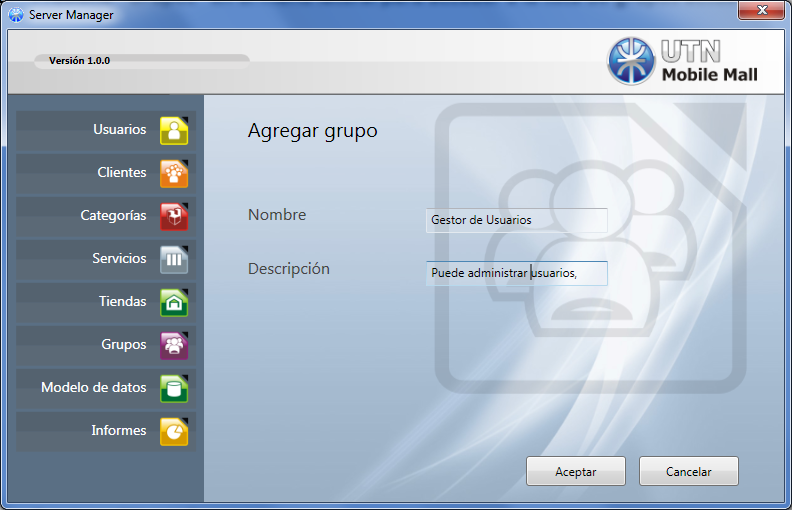 Server Manager
Versión 1.0.0
UTN
Mobile Mall
Usuarios
Clientes
Categorías
Servicios
Tiendas
Grupos
Modelo de datos
Informes
Agregar grupo
Nombre
Gestor de Usuarios
Descripción
Puede administrar usuarios,
Aceptar
Cancelar